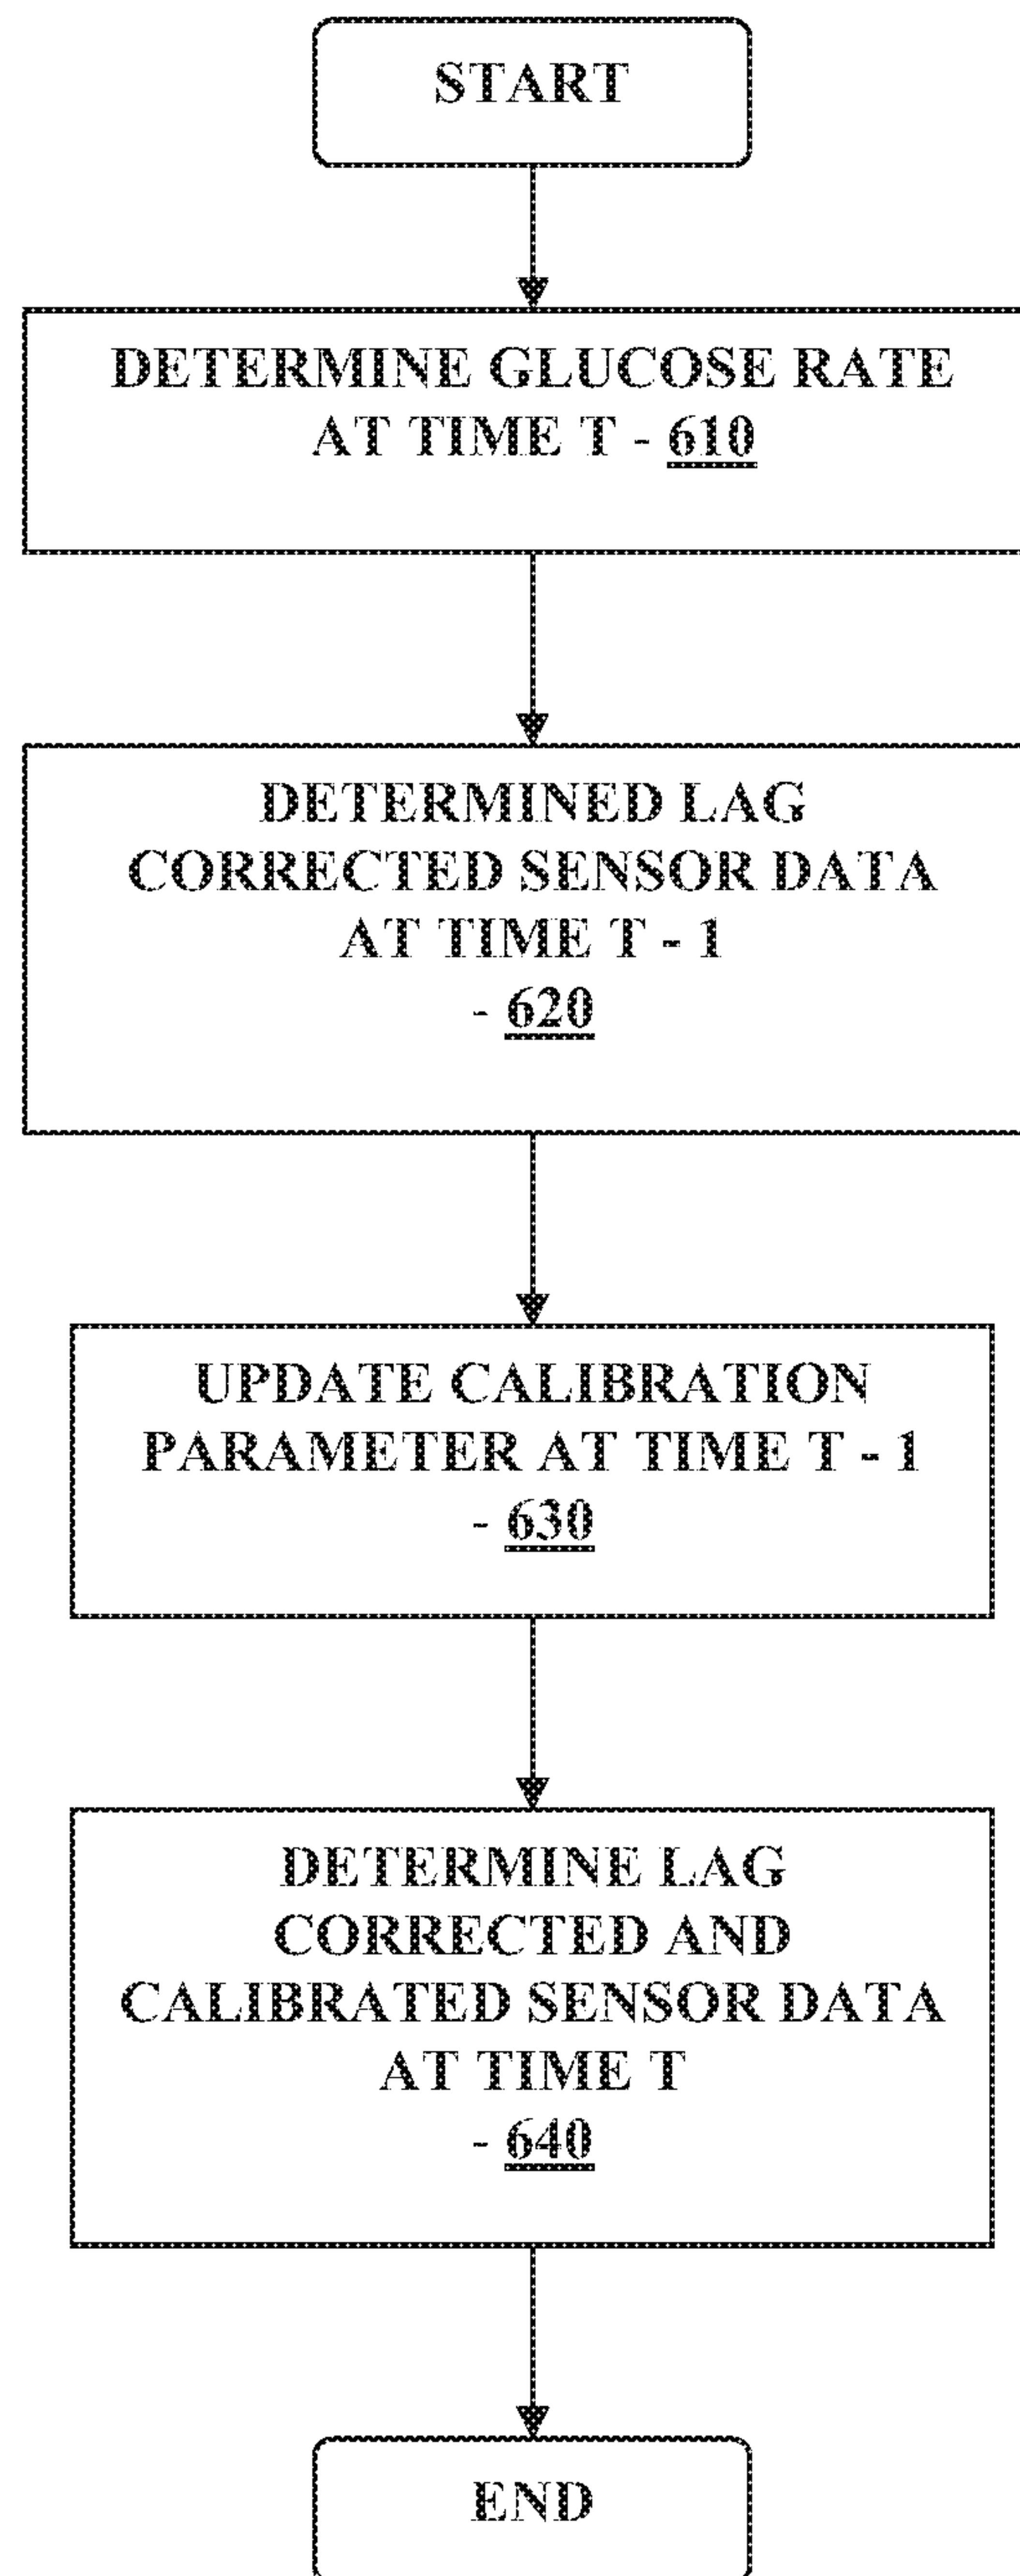 START
DETERMINE GLUCOSE RATE
AT TIME T - 610
DETERMINED LAG
CORRECTED SENSOR DATA
AT TIME T - 1
- 620
UPDATE CALIBRATION
PARAMETER AT TIME T - 1
- 630
DETERMINE LAG
CORRECTED AND
CALIBRATED SENSOR DATA
AT TIME T
- 640
END